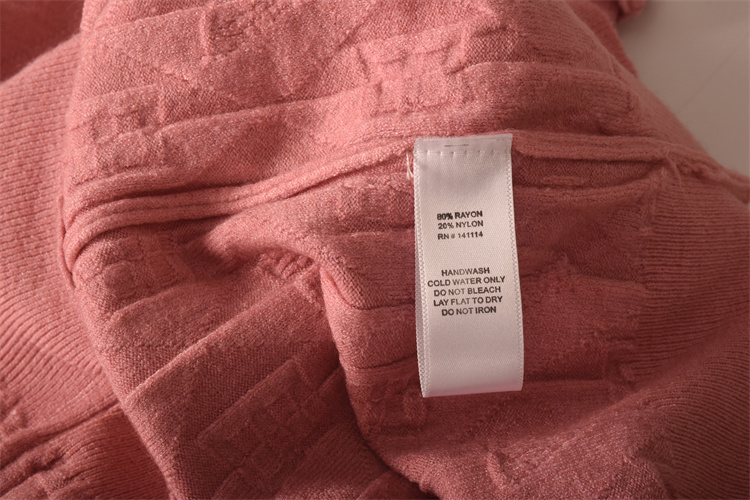 80% RAYON
20% NYLON
RN # 141114
HANDWASH
COLD WATER ONLY
DO NOT BLEACH
LAY FLAT TO DRY
DO NOT IRON